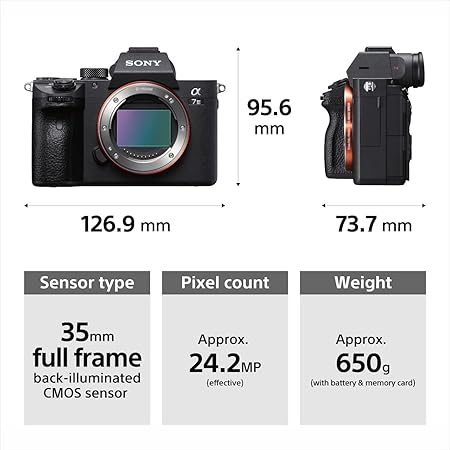 SONY
α
7III
95.6
mm
126.9 mm
73.7 mm
Sensor type
35mm
full frame
back-illuminated
CMOS sensor
Pixel count
Approx.
24.2MP
(effective)
Weight
Approx.
650g
(with battery & memory card)